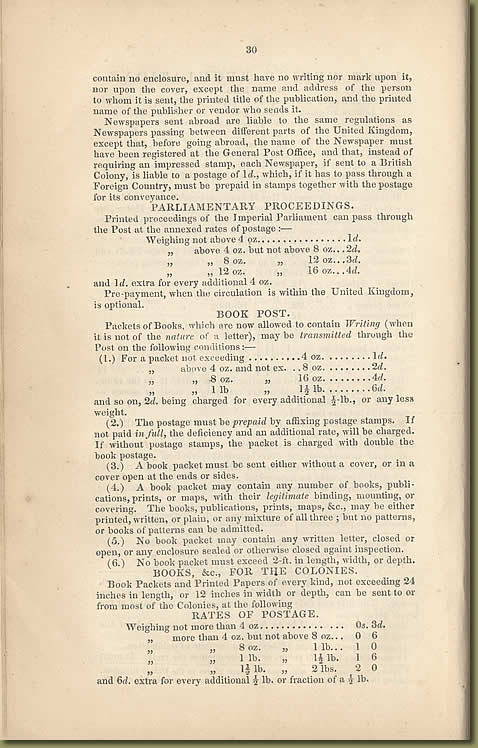 30
contain no enclosure, and it must have no writing nor mark upon it,
nor upon the cover, except the name and address of the person
to whom it is sent, the printed title of the publication, and the printed
name of the publisher or vendor who sends it.
Newspapers sent abroad are liable to the same regulations as
Newspapers passing between different parts of the United Kingdom,
except that, before going abroad, the name of the Newspaper must
have been registered at the General Post Office, and that, instead of
requiring an impressed stamp, each Newspaper, if sent to a British
Colony, is liable to a postage of 1d., which, if it has to pass through a
Foreign Country, must be prepaid in stamps together with the postage
for its conveyance.
PARLIAMENTARY PROCEEDINGS.
Printed proceedings of the Imperial Parliament can pass through
the Post at the annexed rates of postage :—
Weighing not above 4 oz.................1d.
„ above 4 oz. but not above 8 oz...2d.
„ „ 8 oz. „ 12 oz...3d.
„ „ 12 oz. „ 16 oz...4d.
and 1d. extra for every additional 4 oz.
Pre-payment, when the circulation is within the United Kingdom,
is optional.
BOOK POST.
Packets of Books, which are now allowed to contain Writing (when
it is not of the nature of a letter), may be transmitted through the
Post on the following conditions :—
(1.) For a packet not exceeding ..........4 oz. .........1d.
„ above 4 oz. and not ex. ..8 oz. .........2d.
„ „ 8 oz. „ 16 oz. .........4d.
„ „ 1 lb „ 1½ lb. .........6d.
and so on, 2d. being charged for every additional ½-lb., or any less
weight.
(2.) The postage must be prepaid by affixing postage stamps. If
not paid in full, the deficiency and an additional rate, will be charged.
If without postage stamps, the packet is charged with double the
book postage.
(3.) A book packet must be sent either without a cover, or in a
cover open at the ends or sides.
(4.) A book packet may contain any number of books, publi-
cations, prints, or maps, with their legitimate binding, mounting, or
covering. The books, publications, prints, maps, &c., may be either
printed, written, or plain, or any mixture of all three ; but no patterns,
or books of patterns can be admitted.
(5.) No book packet may contain any written letter, closed or
open, or any enclosure sealed or otherwise closed againt inspection.
(6.) No book packet must exceed 2-ft. in length, width, or depth.
BOOKS, &c., FOR THE COLONIES.
Book Packets and Printed Papers of every kind, not exceeding 24
inches in length, or 12 inches in width or depth, can be sent to or
from most of the Colonies, at the following
RATES OF POSTAGE.
Weighing not more than 4 oz............. ... 0s. 3d.
„ more than 4 oz. but not above 8 oz... 0 6
„ „ 8 oz. „ 1 lb... 1 0
„ „ 1 lb. „ 1½ lb. 1 6
„ „ 1½ lb. „ 2 lbs. 2 0
and 6d. extra for every additional ½ lb. or fraction of a ½ lb.